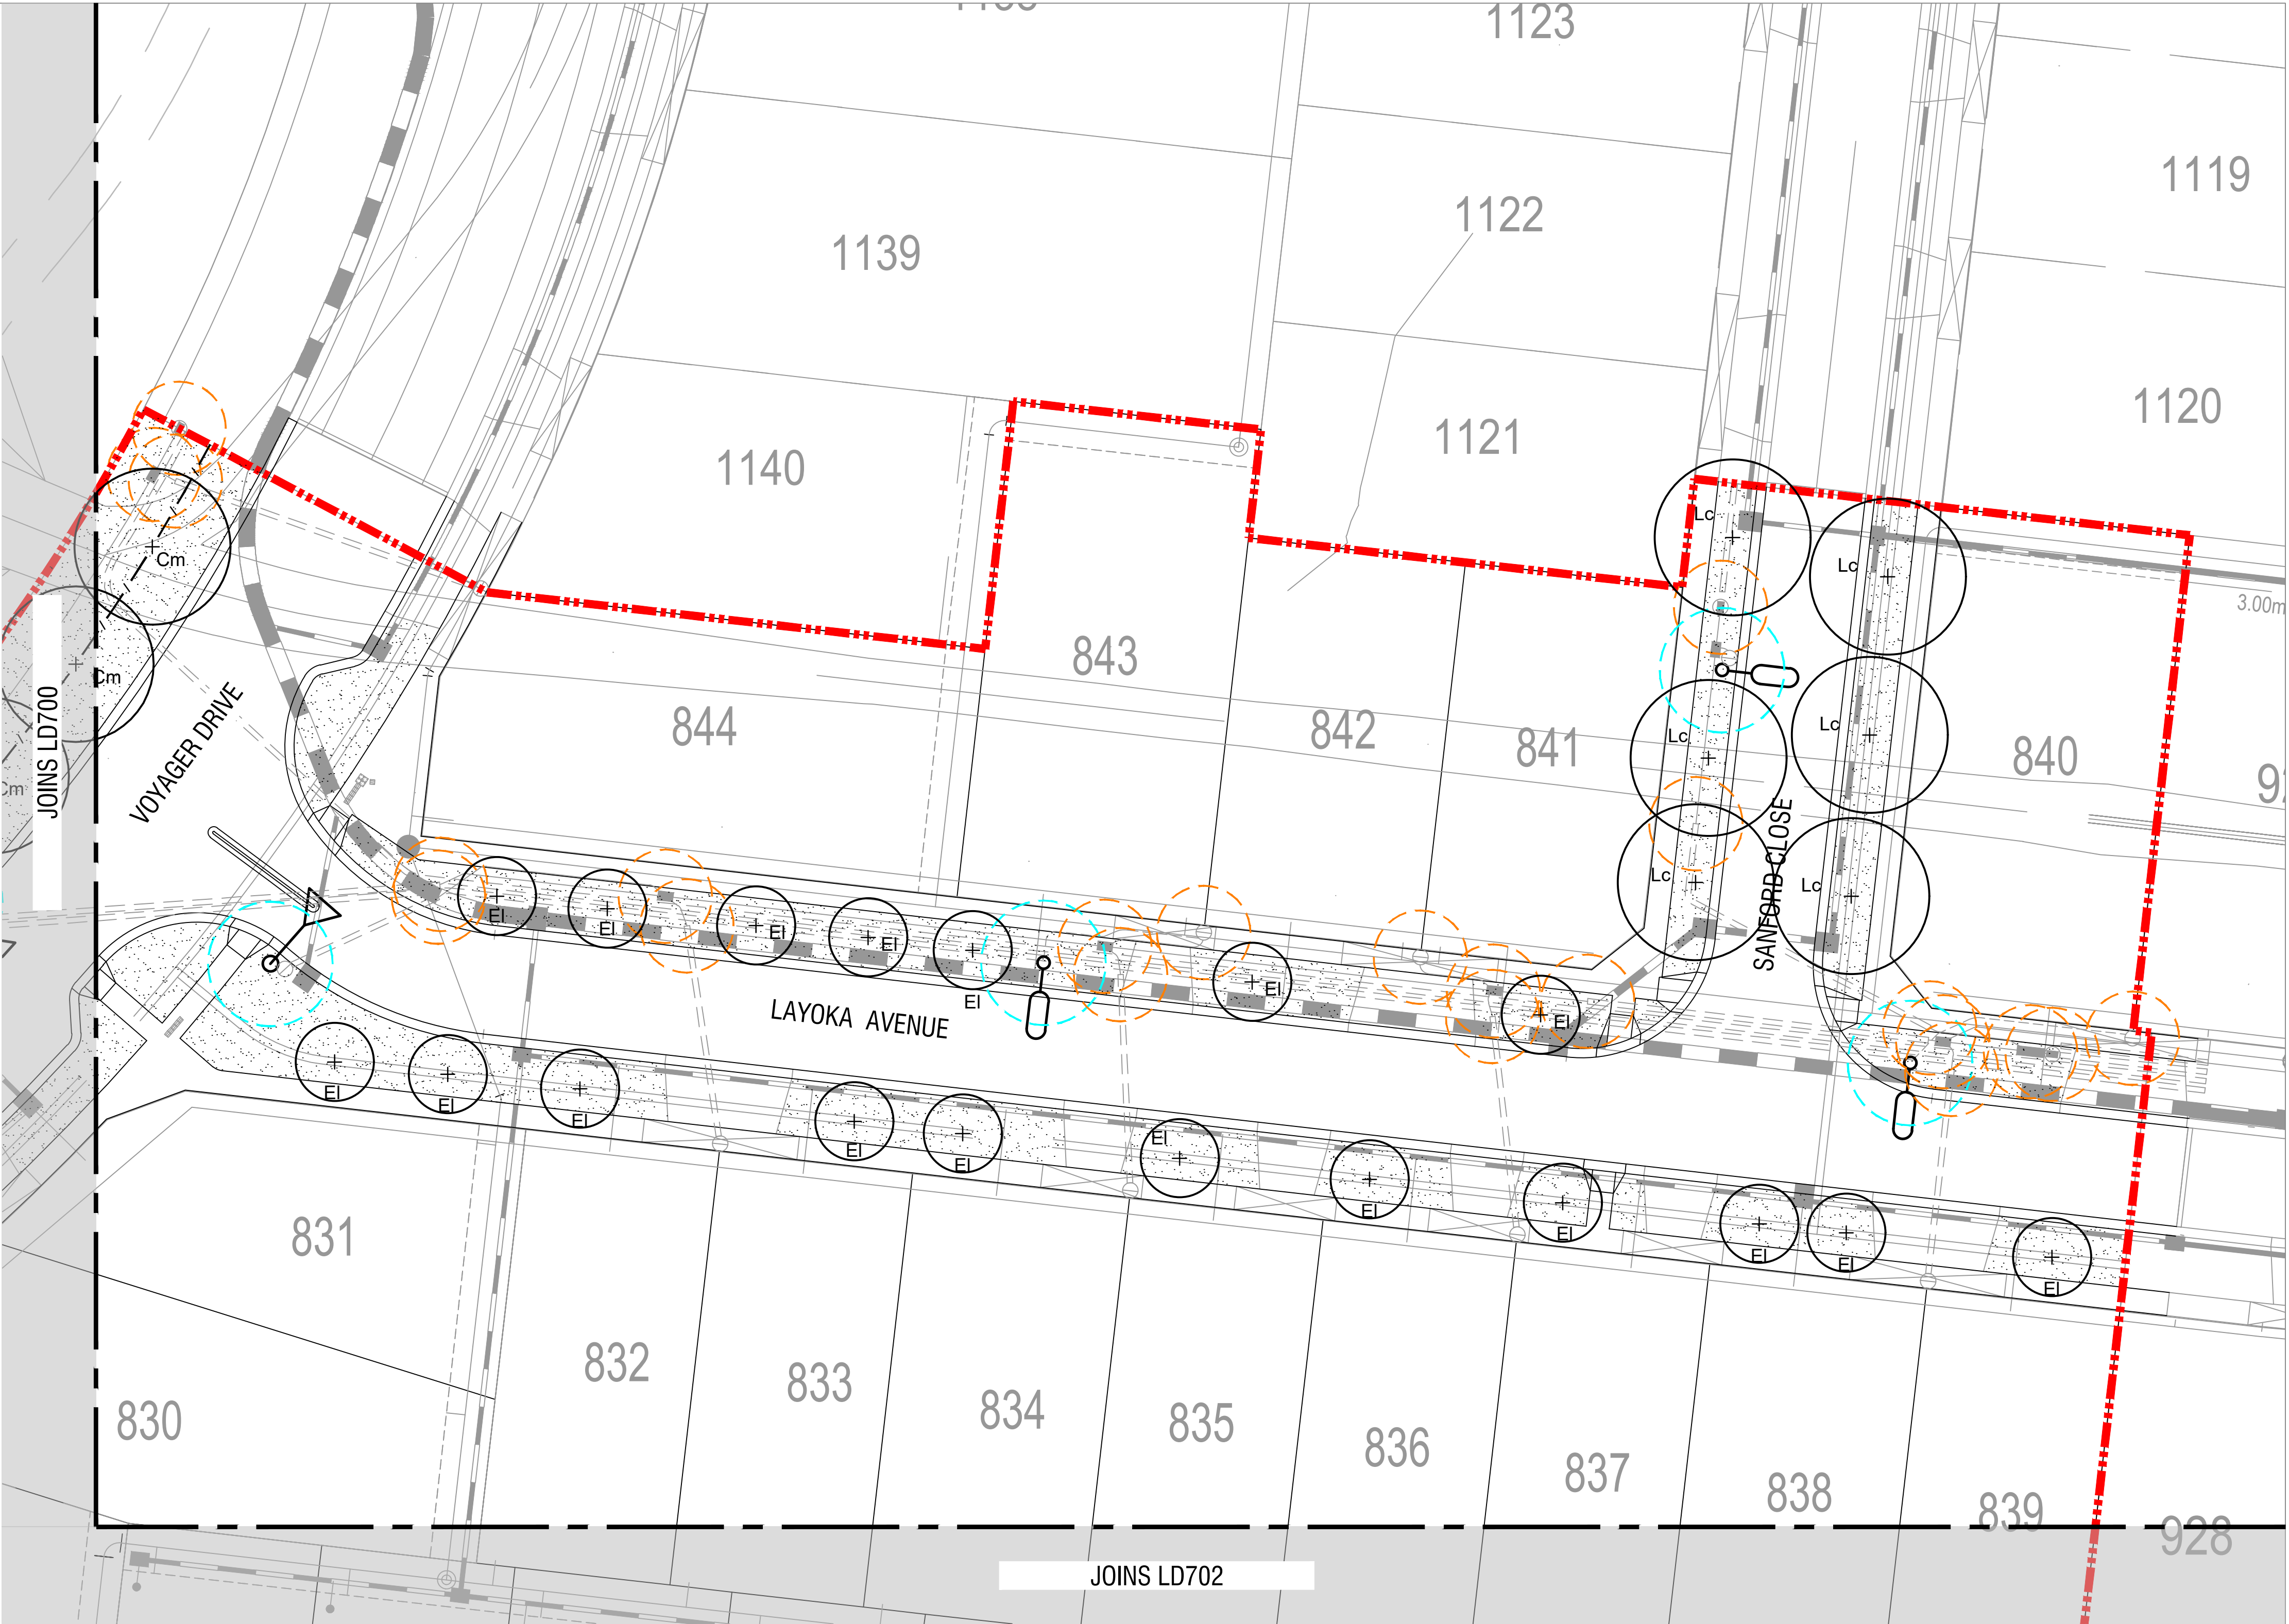 1123
1119
1122
1139
1120
1121
1140
Lc
Lc
Cm
3.00m
843
Cm
844
842
841
840
Lc
Lc
Cm
JOINS LD700
VOYAGER DRIVE
SANFORD CLOSE
Lc
Lc
El
El
El
El
El
El
El
LAYOKA AVENUE
El
El
El
El
El
El
El
El
El
El
El
831
832
833
834
835
836
837
838
839
830
928
JOINS LD702